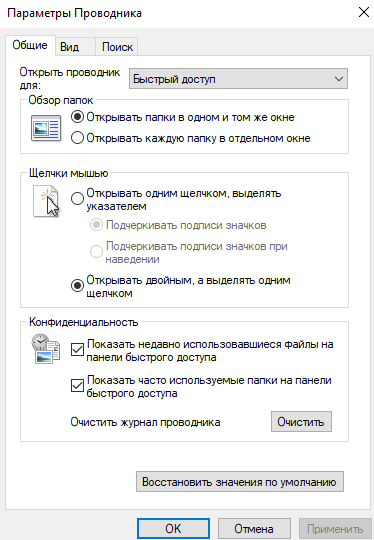 Параметры Проводника
Общие
Вид
Поиск
Открыть проводник
для:
Быстрый доступ
Обзор папок
Открывать папки в одном и том же окне
Открывать каждую папку в отдельном окне
Щелчки мышью
Открывать одним щелчком, выделять
указателем
Подчеркивать подписи значков
Подчеркивать подписи значков при
наведении
Открывать двойным, а выделять одним
щелчком
Конфиденциальность
Показать недавно использовавшиеся файлы на
панели быстрого доступа
Показать часто используемые папки на панели
быстрого доступа
Очистить журнал проводника
Очистить
Восстановить значения по умолчанию
OK
Отмена
Применить